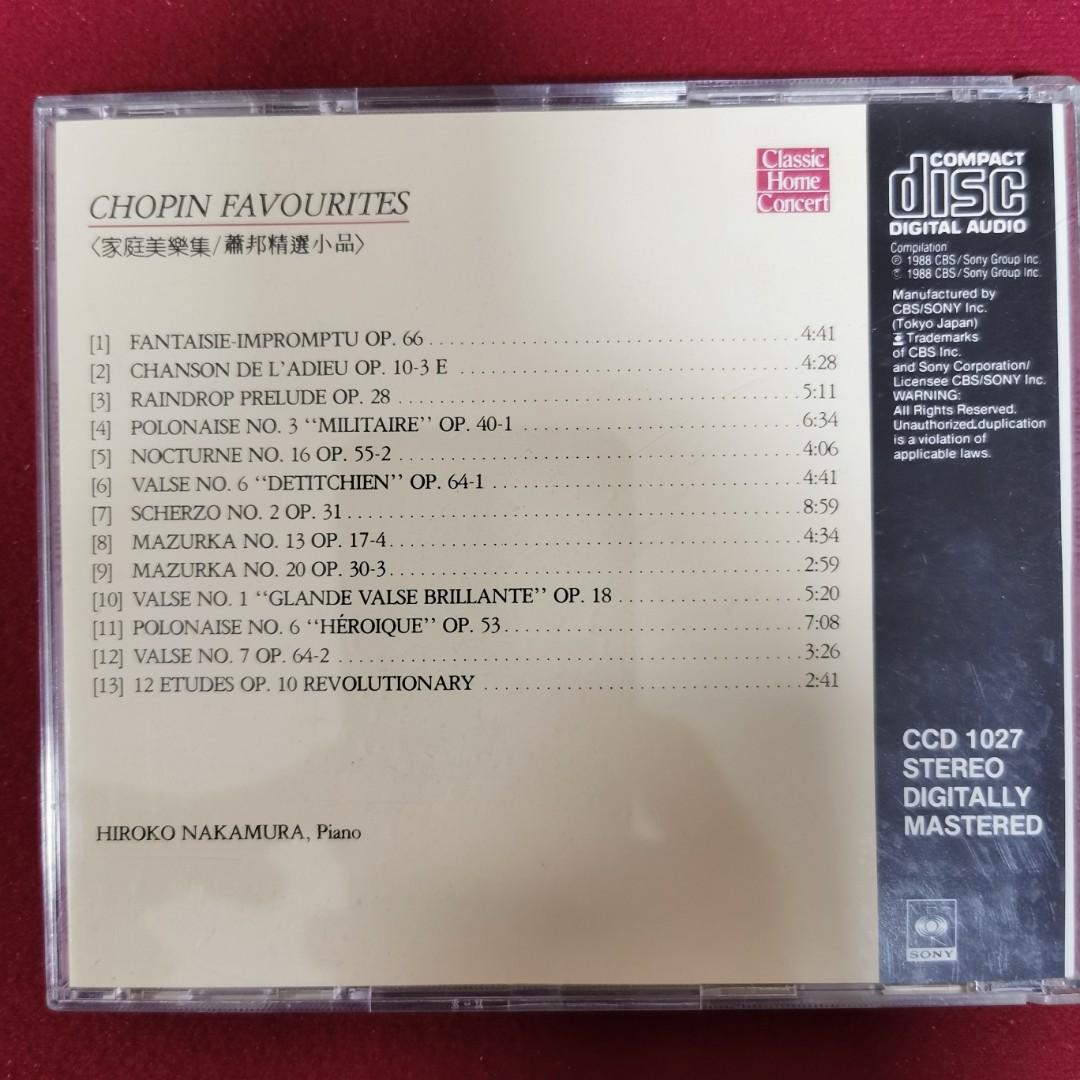 CHOPIN FAVOURITES
〈家庭美樂集/蕭邦精選小品〉
Classic
Home
Concert
[1] FANTAISIE-IMPROMPTU OP. 66 4:41
[2] CHANSON DE L'ADIEU OP. 10-3 E 4:28
[3] RAINDROP PRELUDE OP. 28 5:11
[4] POLONAISE NO. 3 "MILITAIRE" OP. 40-1 6:34
[5] NOCTURNE NO. 16 OP. 55-2 4:06
[6] VALSE NO. 6 "DETITCHIEN" OP. 64-1 4:41
[7] SCHERZO NO. 2 OP. 31 8:59
[8] MAZURKA NO. 13 OP. 17-4 4:34
[9] MAZURKA NO. 20 OP. 30-3 2:59
[10] VALSE NO. 1 "GLANDE VALSE BRILLANTE" OP. 18 5:20
[11] POLONAISE NO. 6 "HÉROIQUE" OP. 53 7:08
[12] VALSE NO. 7 OP. 64-2 3:26
[13] 12 ETUDES OP. 10 REVOLUTIONARY 2:41
HIROKO NAKAMURA, Piano
COMPACT
disc
DIGITAL AUDIO
Compilation
℗ 1988 CBS/Sony Group Inc.
© 1988 CBS/Sony Group Inc.
Manufactured by
CBS/SONY Inc.
(Tokyo Japan)
Trademarks
of CBS Inc.
and Sony Corporation/
Licensee CBS/SONY Inc.
WARNING:
All Rights Reserved.
Unauthorized duplication
is a violation of
applicable laws.
CCD 1027
STEREO
DIGITALLY
MASTERED
CBS
SONY